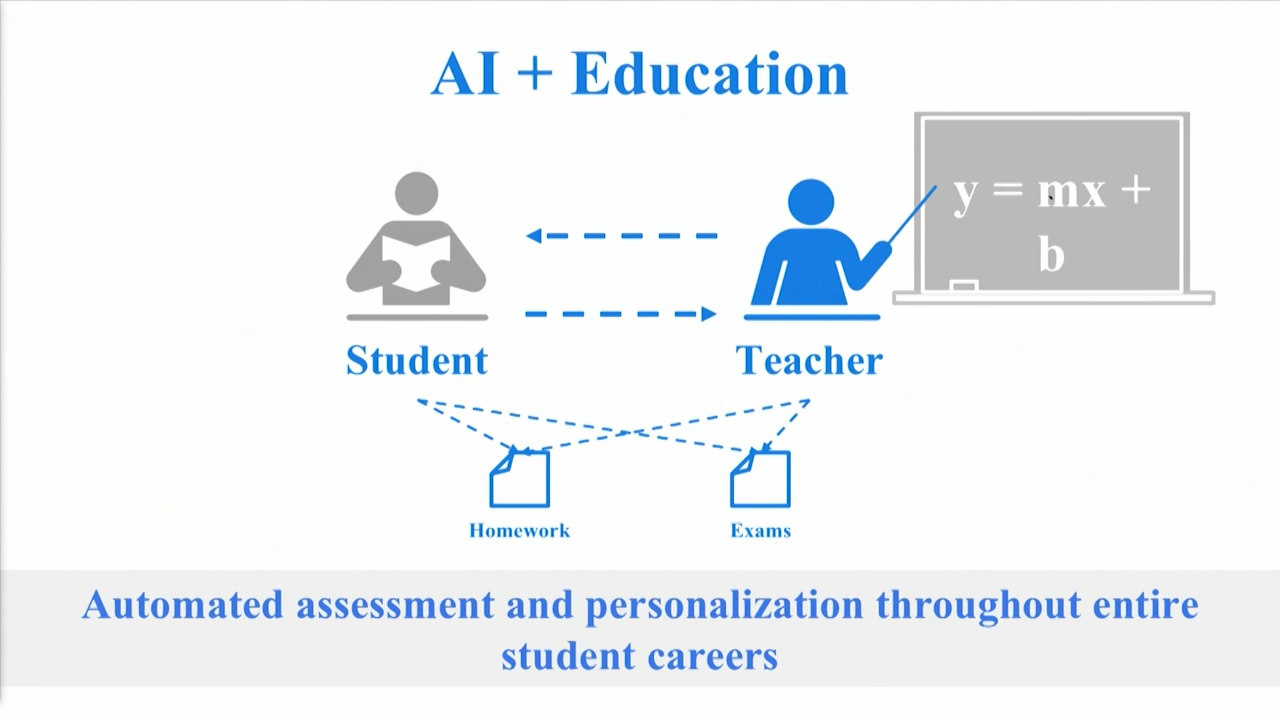 AI + Education
y = mx +
b
Student
Teacher
Homework
Exams
Automated assessment and personalization throughout entire
student careers